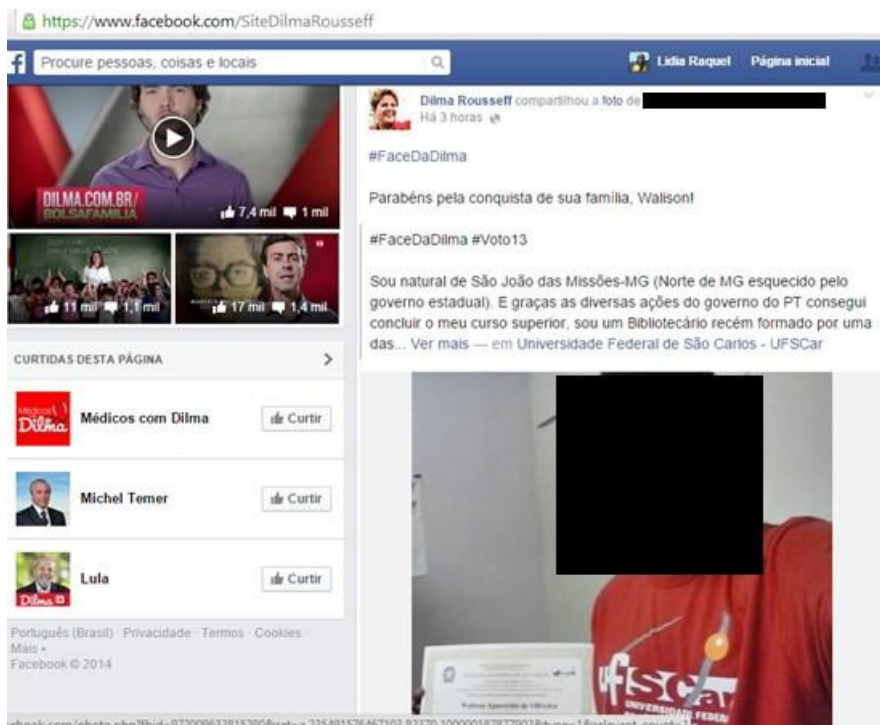 https://www.facebook.com/SiteDilmaRousseff
f
Procure pessoas, coisas e locais
Lidia Raquel
Página inicial
DILMA.COM.BR/
BOLSAFAMILIA
7,4 mil 1 mil
11 mil 1,1 mil
17 mil 1,4 mil
CURTIDAS DESTA PÁGINA
Médicos com Dilma
Curtir
Michel Temer
Curtir
Lula
Curtir
Dilma 13
Português (Brasil) · Privacidade · Termos · Cookies ·
Mais
Facebook © 2014
Dilma Rousseff compartilhou a foto de
Há 3 horas
#FaceDaDilma
Parabéns pela conquista de sua família, Walison!
#FaceDaDilma #Voto13
Sou natural de São João das Missões-MG (Norte de MG esquecido pelo
governo estadual). E graças as diversas ações do governo do PT consegui
concluir o meu curso superior, sou um Bibliotecário recém formado por uma
das... Ver mais — em Universidade Federal de São Carlos - UFSCar
ufSCar
UNIVERSIDADE FEDERAL